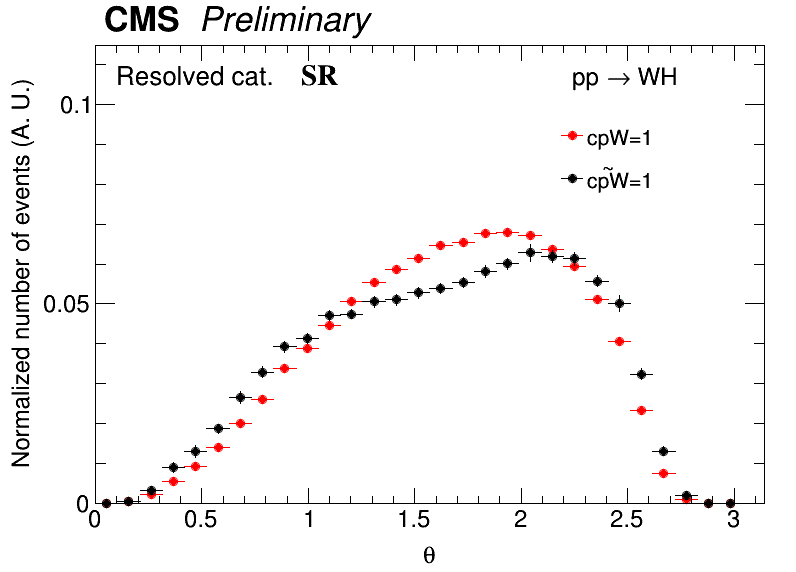 CMS Preliminary
Resolved cat. SR
pp → WH
cpW=1
cp̃W=1
Normalized number of events (A. U.)
0.1
0.05
0
0 0.5 1 1.5 2 2.5 3
θ